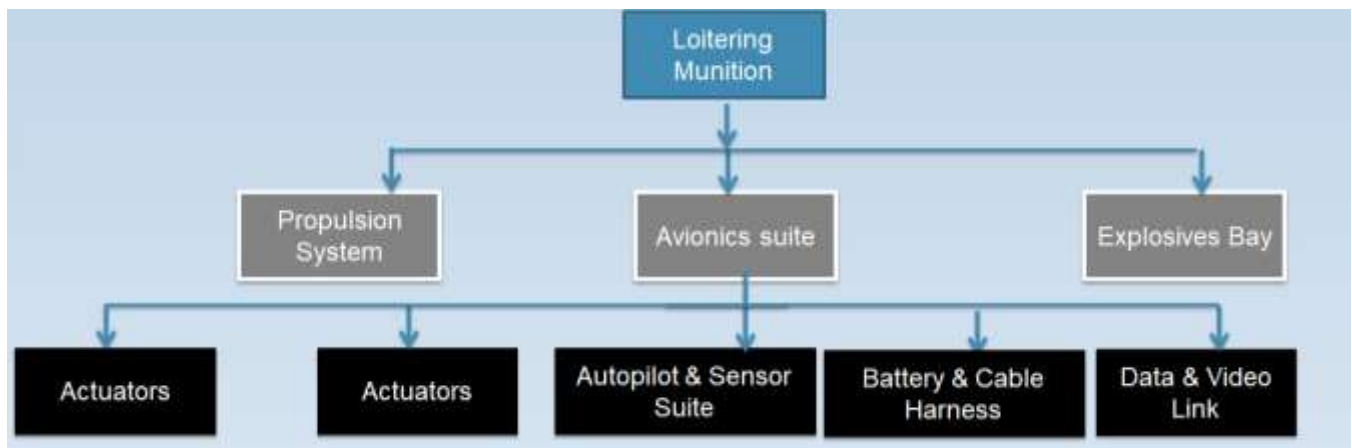 Loitering
Munition
Propulsion
System
Avionics suite
Explosives Bay
Actuators
Actuators
Autopilot & Sensor
Suite
Battery & Cable
Harness
Data & Video
Link